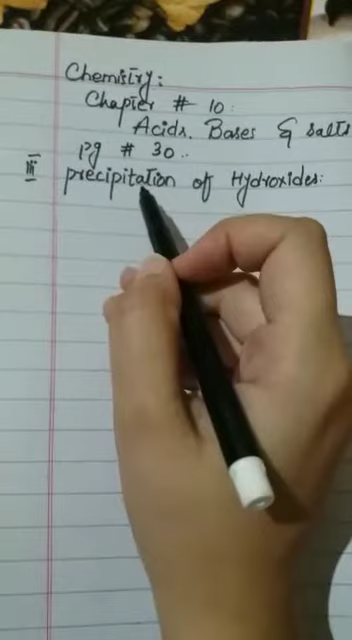 Chemistry:
Chapter # 10:
Acids, Bases & Salts
Pg # 30..
iii precipitation of Hydroxides: